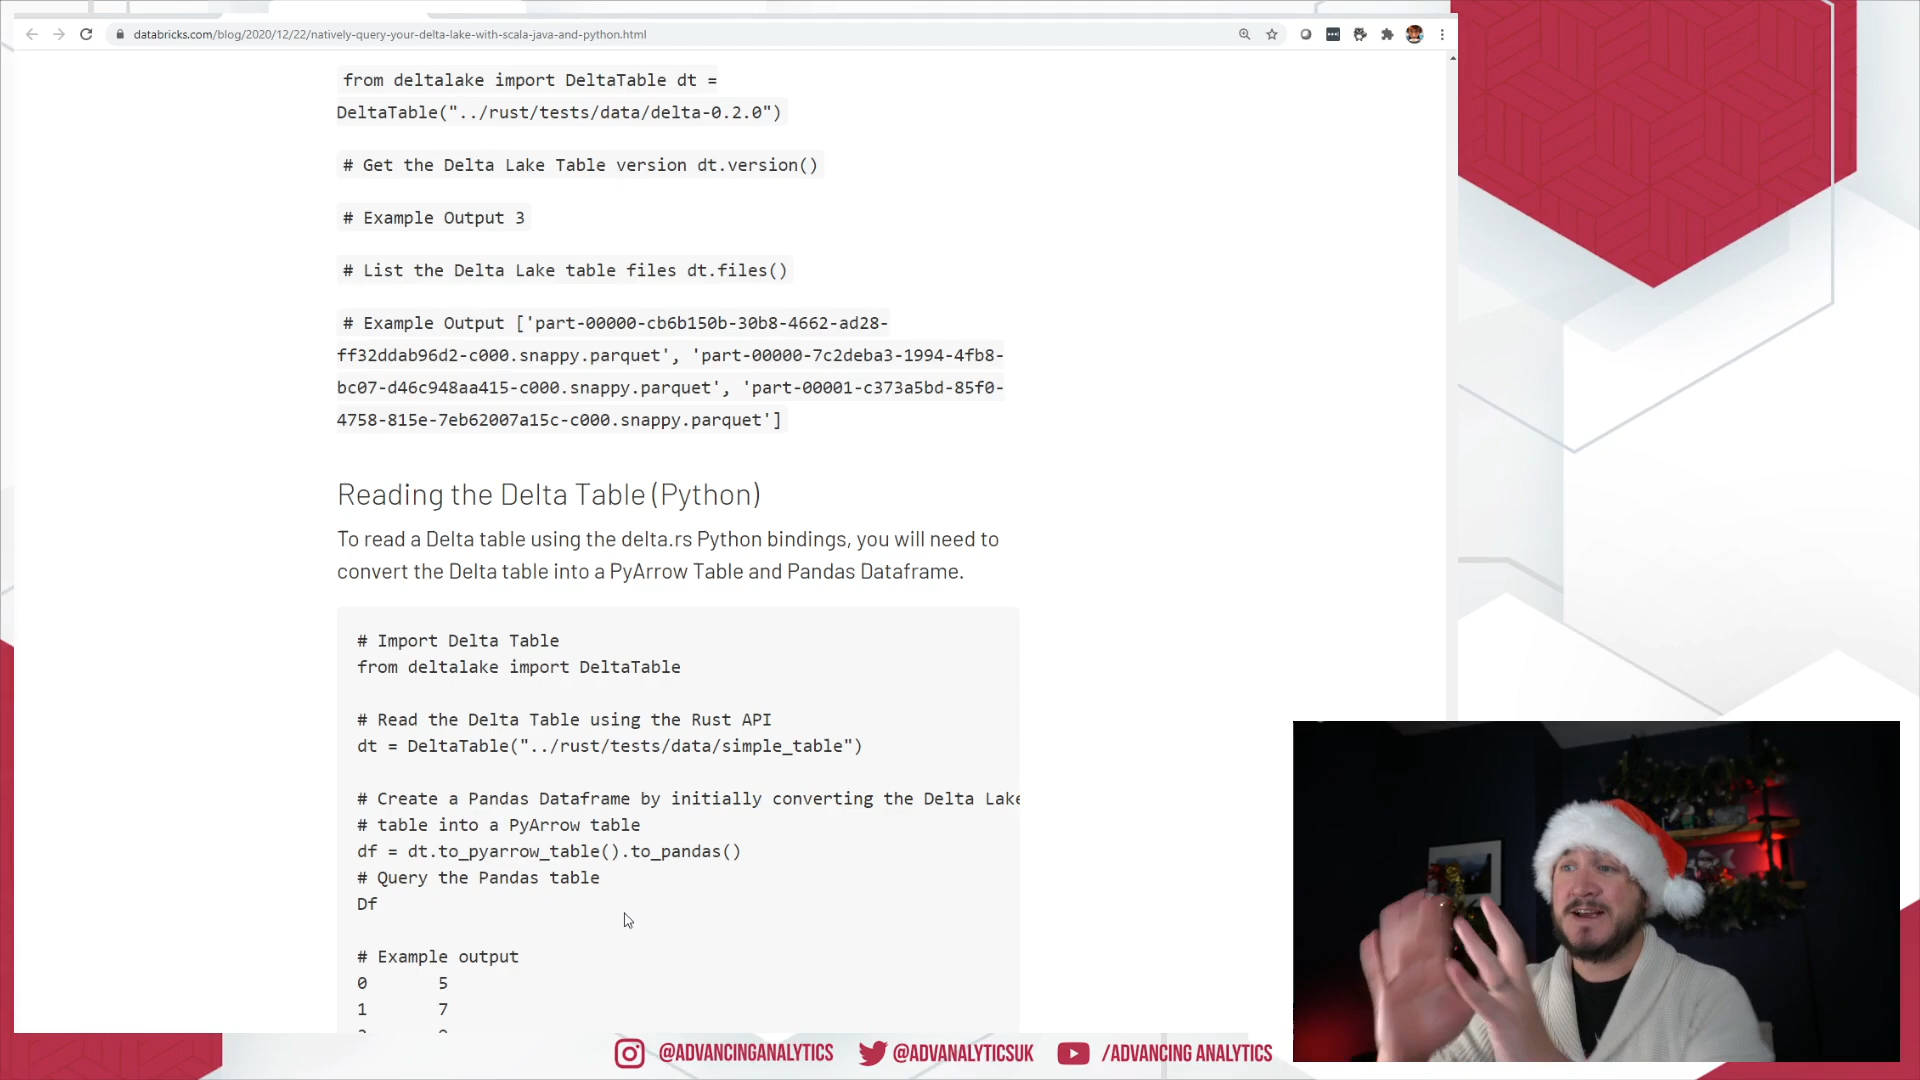 databricks.com/blog/2020/12/22/natively-query-your-delta-lake-with-scala-java-and-python.html
from deltalake import DeltaTable dt =
DeltaTable("../rust/tests/data/delta-0.2.0")
# Get the Delta Lake Table version dt.version()
# Example Output 3
# List the Delta Lake table files dt.files()
# Example Output ['part-00000-cb6b150b-30b8-4662-ad28-
ff32ddab96d2-c000.snappy.parquet', 'part-00000-7c2deba3-1994-4fb8-
bc07-d46c948aa415-c000.snappy.parquet', 'part-00001-c373a5bd-85f0-
4758-815e-7eb62007a15c-c000.snappy.parquet']
Reading the Delta Table (Python)
To read a Delta table using the delta.rs Python bindings, you will need to
convert the Delta table into a PyArrow Table and Pandas Dataframe.
# Import Delta Table
from deltalake import DeltaTable
# Read the Delta Table using the Rust API
dt = DeltaTable("../rust/tests/data/simple_table")
# Create a Pandas Dataframe by initially converting the Delta Lake
# table into a PyArrow table
df = dt.to_pyarrow_table().to_pandas()
# Query the Pandas table
Df
# Example output
0 5
1 7
@ADVANCINGANALYTICS @ADVANALYTICSUK /ADVANCING ANALYTICS